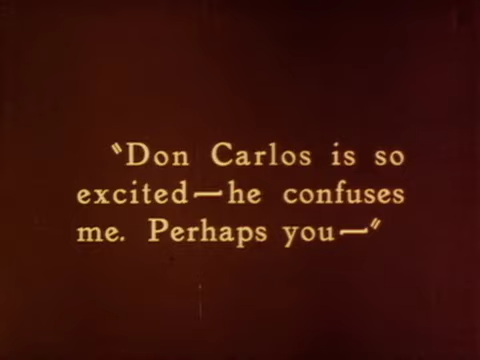 "Don Carlos is so
excited—he confuses
me. Perhaps you—"